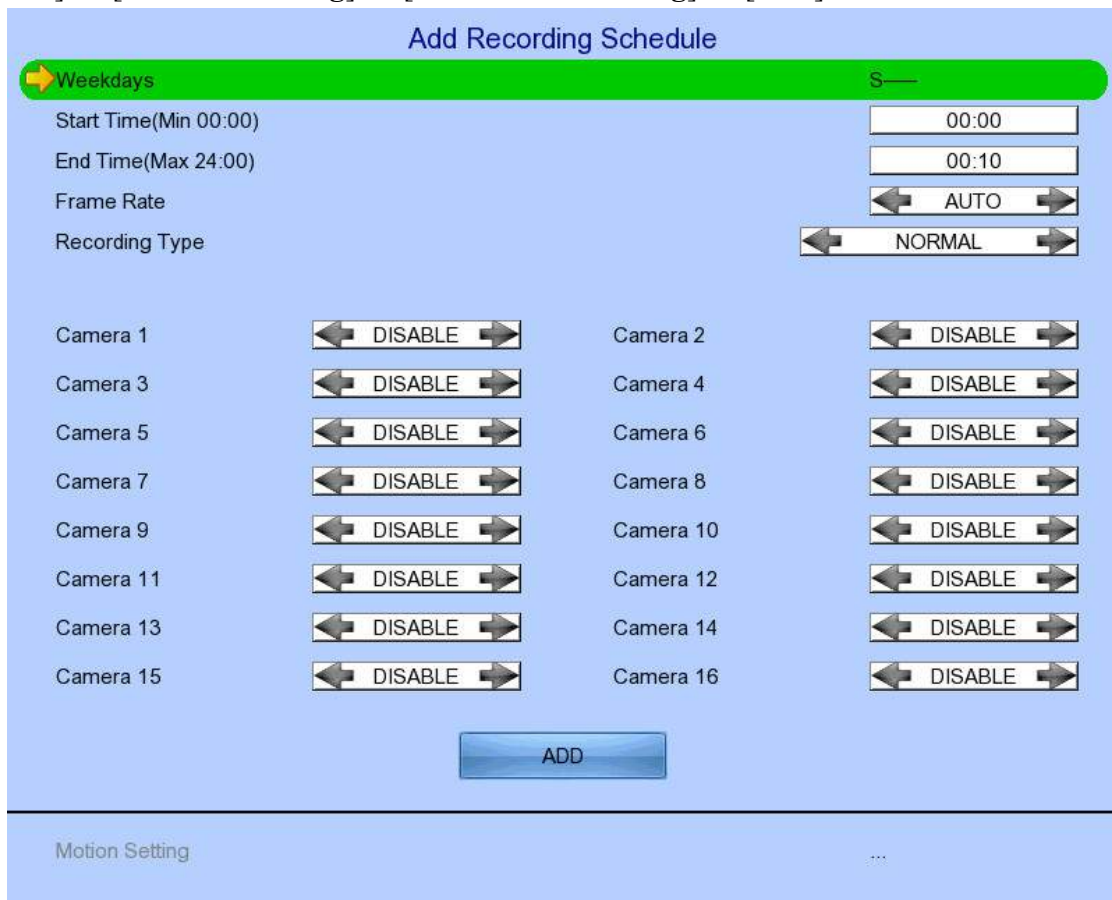 Add Recording Schedule
Weekdays S-----
Start Time(Min 00:00) 00:00
End Time(Max 24:00) 00:10
Frame Rate AUTO
Recording Type NORMAL
Camera 1 DISABLE Camera 2 DISABLE
Camera 3 DISABLE Camera 4 DISABLE
Camera 5 DISABLE Camera 6 DISABLE
Camera 7 DISABLE Camera 8 DISABLE
Camera 9 DISABLE Camera 10 DISABLE
Camera 11 DISABLE Camera 12 DISABLE
Camera 13 DISABLE Camera 14 DISABLE
Camera 15 DISABLE Camera 16 DISABLE
ADD
Motion Setting ...